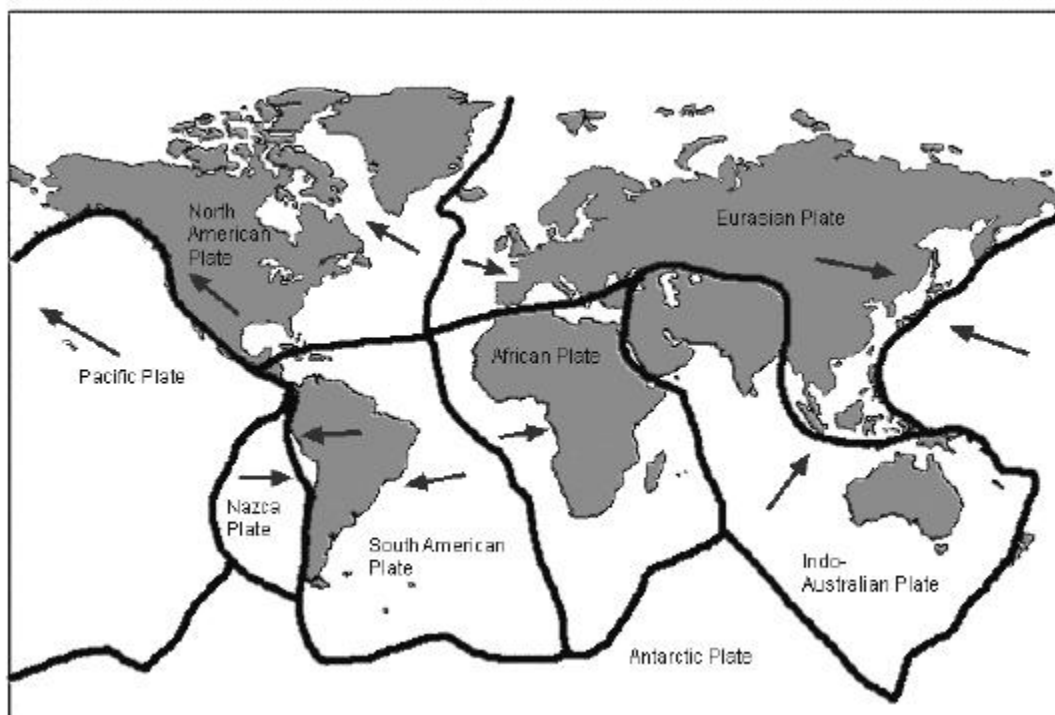 North
American
Plate
Eurasian Plate
Pacific Plate
African Plate
Nazca
Plate
South American
Plate
Indo-
Australian Plate
Antarctic Plate